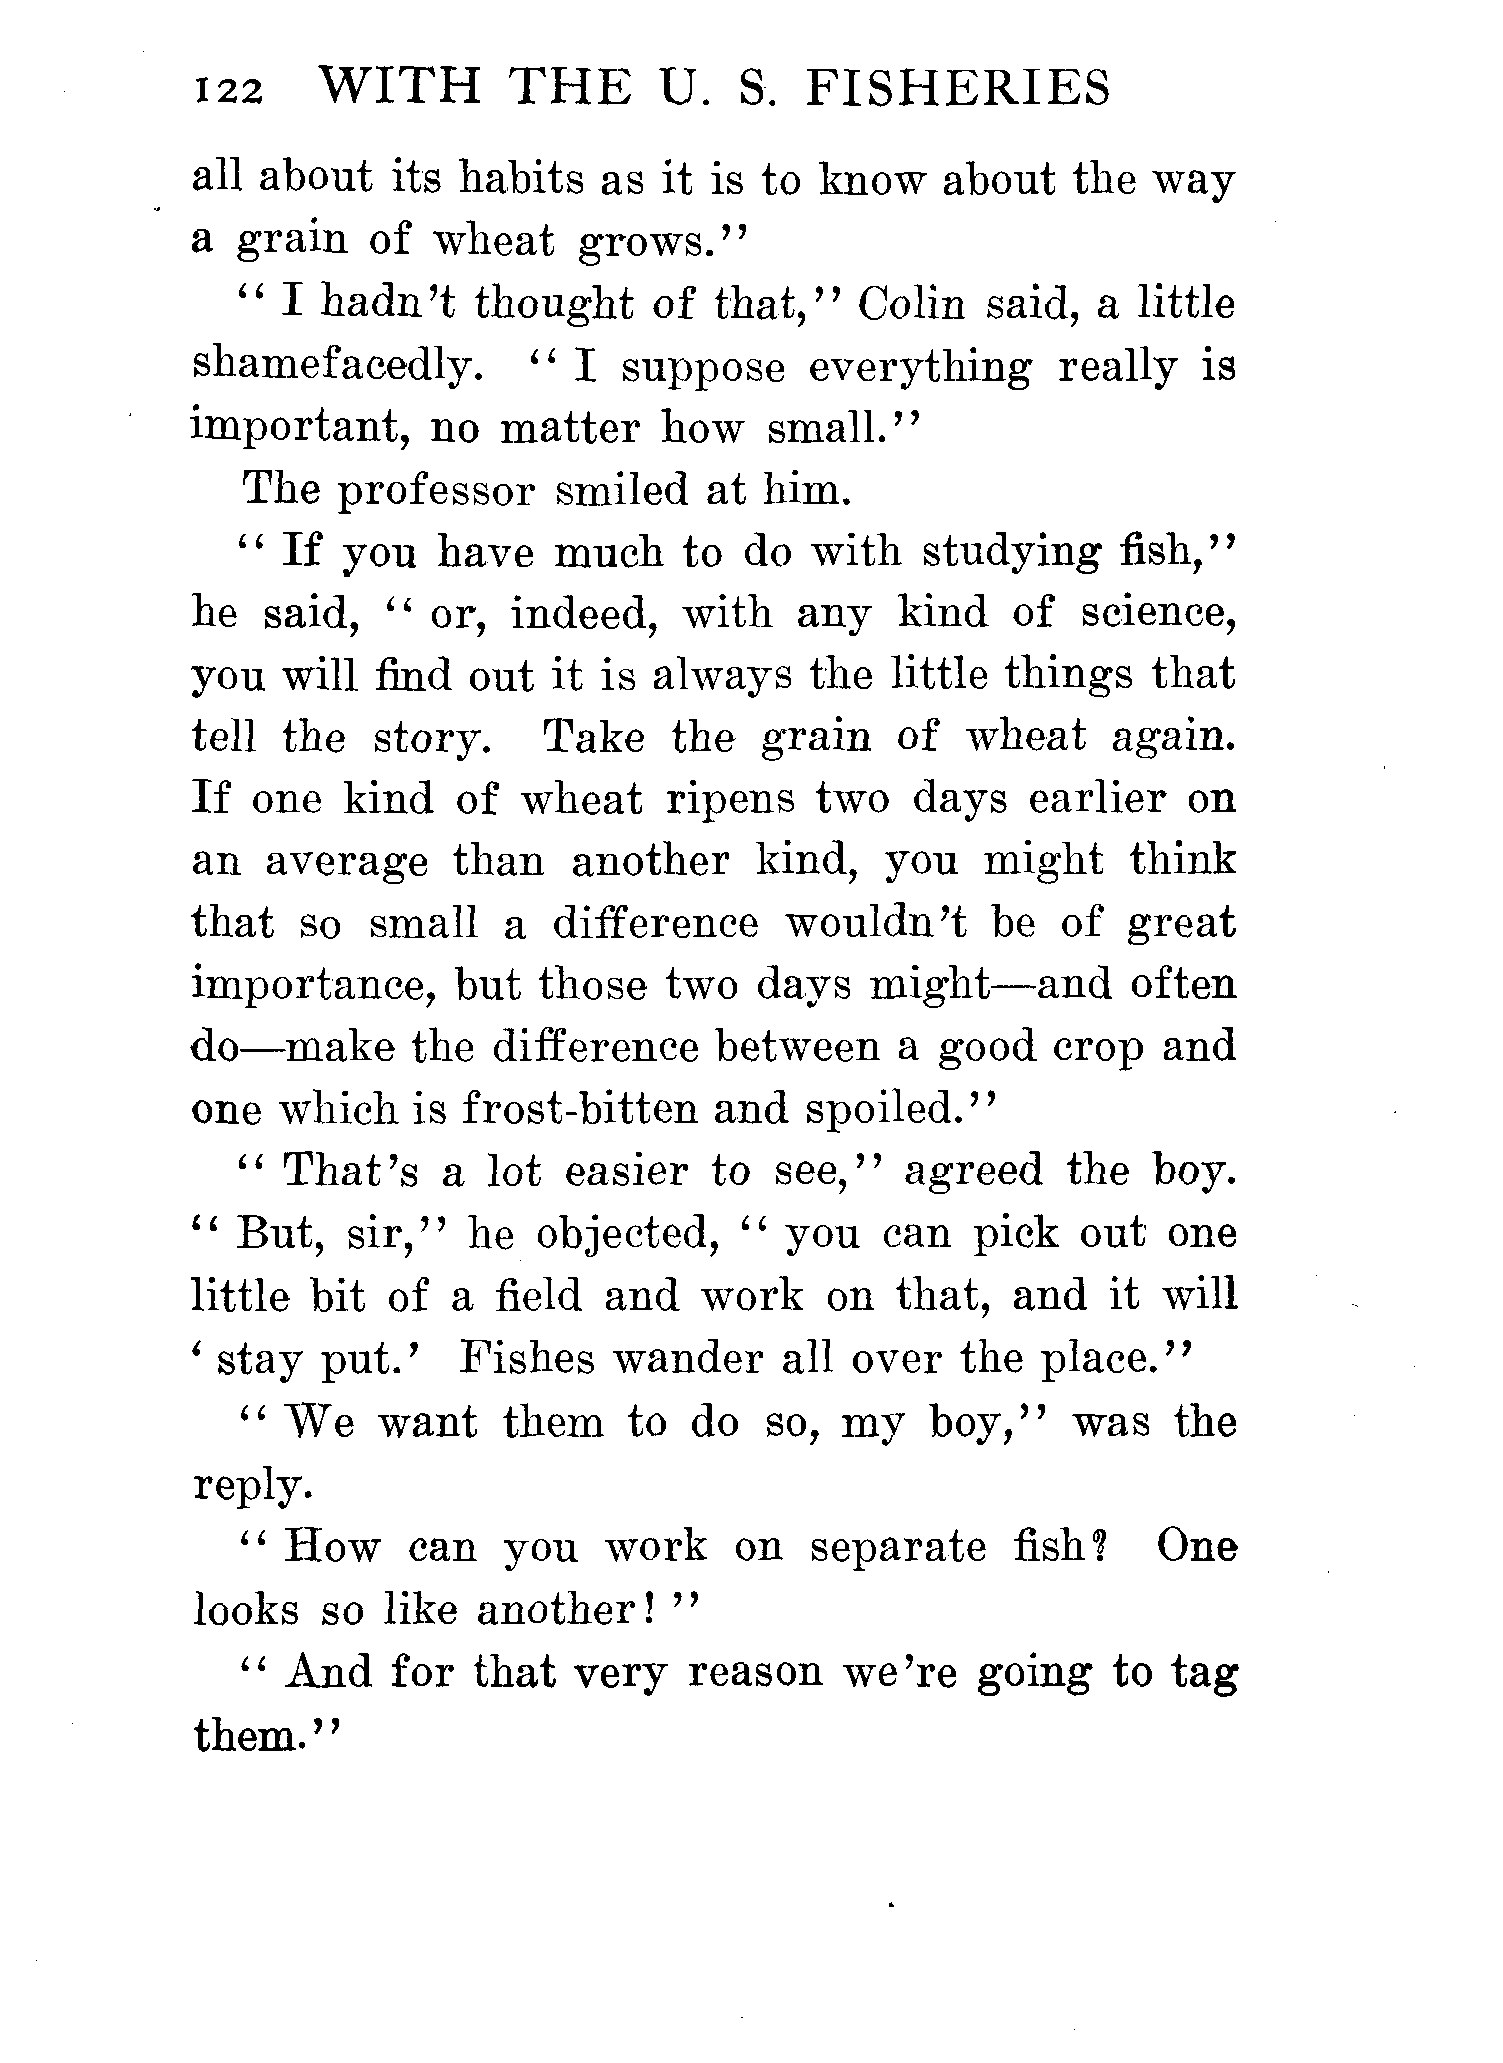 122 WITH THE U. S. FISHERIES
all about its habits as it is to know about the way
a grain of wheat grows.”
“ I hadn’t thought of that,” Colin said, a little
shamefacedly. “ I suppose everything really is
important, no matter how small.”
The professor smiled at him.
“ If you have much to do with studying fish,”
he said, “ or, indeed, with any kind of science,
you will find out it is always the little things that
tell the story. Take the grain of wheat again.
If one kind of wheat ripens two days earlier on
an average than another kind, you might think
that so small a difference wouldn’t be of great
importance, but those two days might—and often
do—make the difference between a good crop and
one which is frost-bitten and spoiled.”
“ That’s a lot easier to see,” agreed the boy.
“ But, sir,” he objected, “ you can pick out one
little bit of a field and work on that, and it will
‘ stay put.’ Fishes wander all over the place.”
“ We want them to do so, my boy,” was the
reply.
“ How can you work on separate fish? One
looks so like another! ”
“ And for that very reason we’re going to tag
them.”